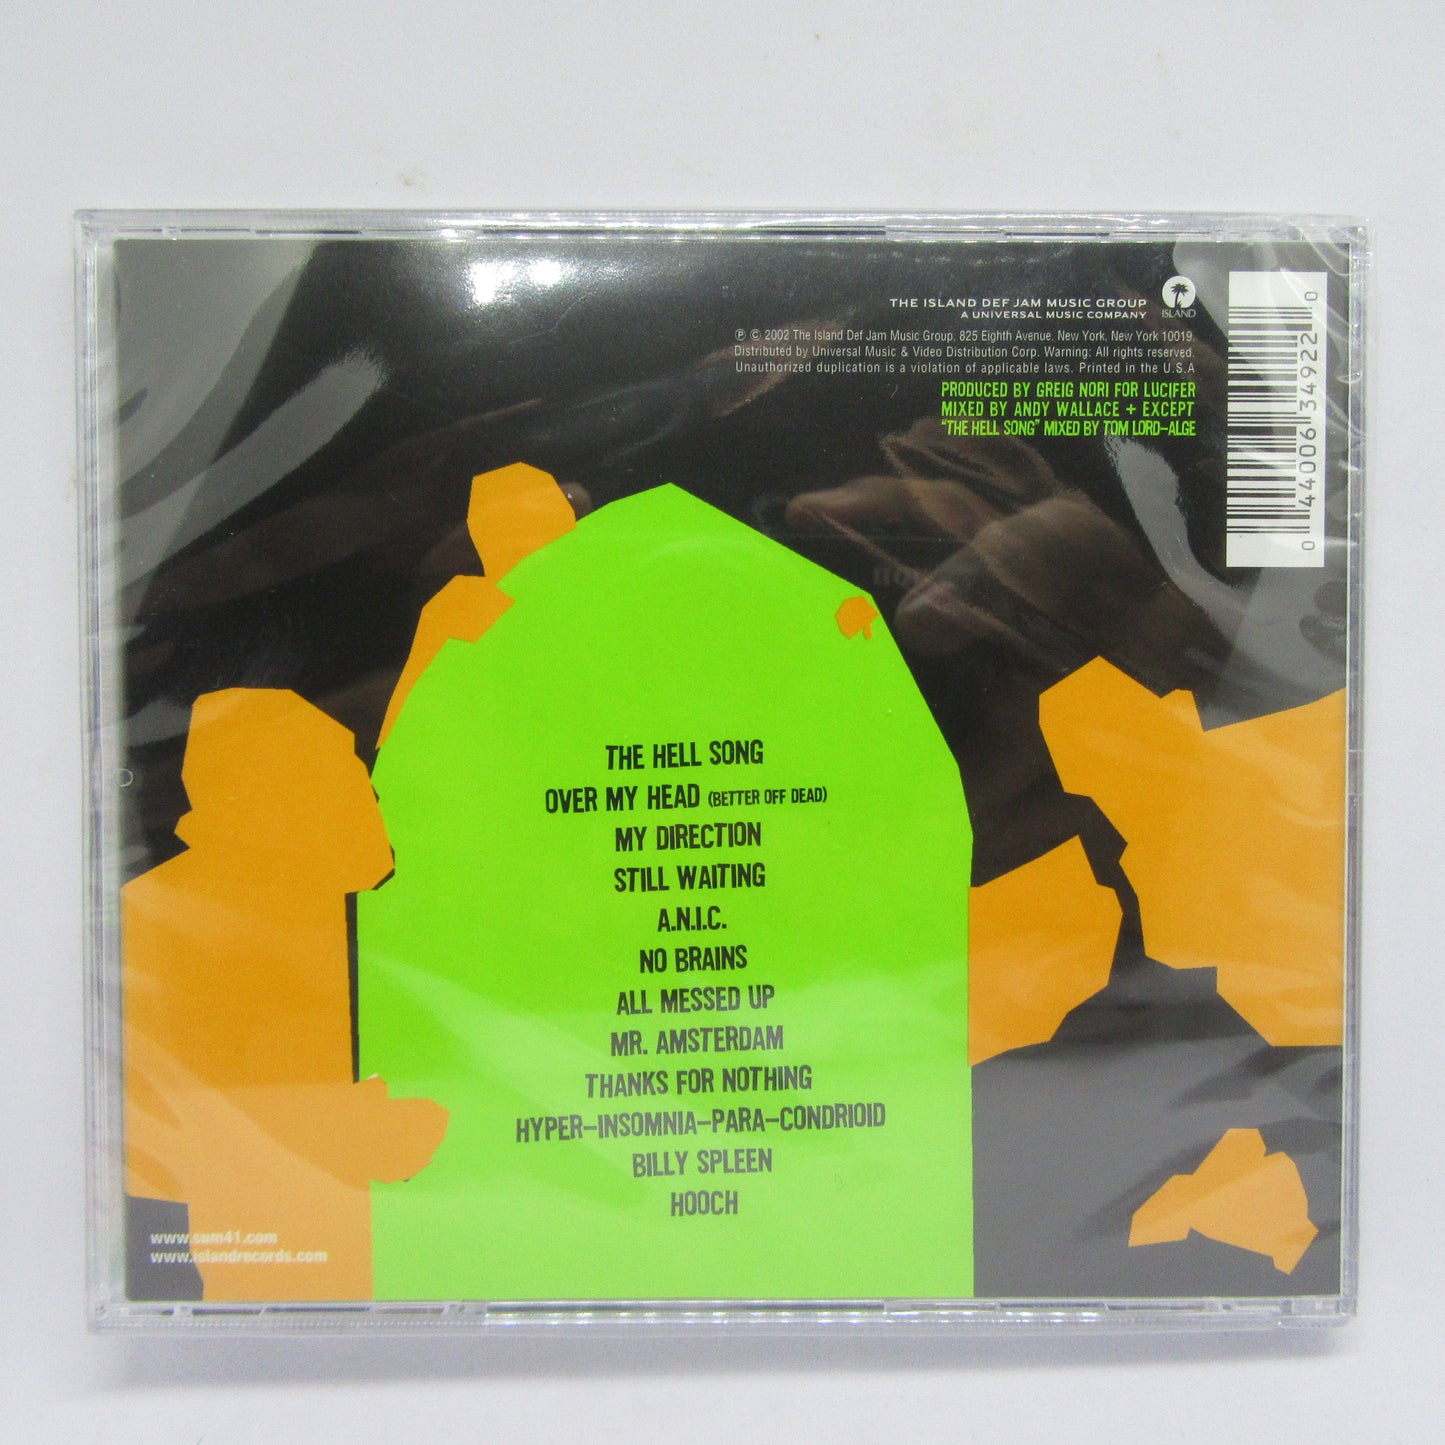 THE ISLAND DEF JAM MUSIC GROUP
A UNIVERSAL MUSIC COMPANY
ISLAND
℗ © 2002 The Island Def Jam Music Group, 825 Eighth Avenue. New York. New York 10019.
Distributed by Universal Music & Video Distribution Corp. Warning: All rights reserved.
Unauthorized duplication is a violation of applicable laws. Printed in the U.S.A
PRODUCED BY GREIG NORI FOR LUCIFER
MIXED BY ANDY WALLACE + EXCEPT
"THE HELL SONG" MIXED BY TOM LORD-ALGE
0 44006 34922 0
THE HELL SONG
OVER MY HEAD (BETTER OFF DEAD)
MY DIRECTION
STILL WAITING
A.N.I.C.
NO BRAINS
ALL MESSED UP
MR. AMSTERDAM
THANKS FOR NOTHING
HYPER-INSOMNIA-PARA-CONDRIOID
BILLY SPLEEN
HOOCH
www.sum41.com
www.islandrecords.com